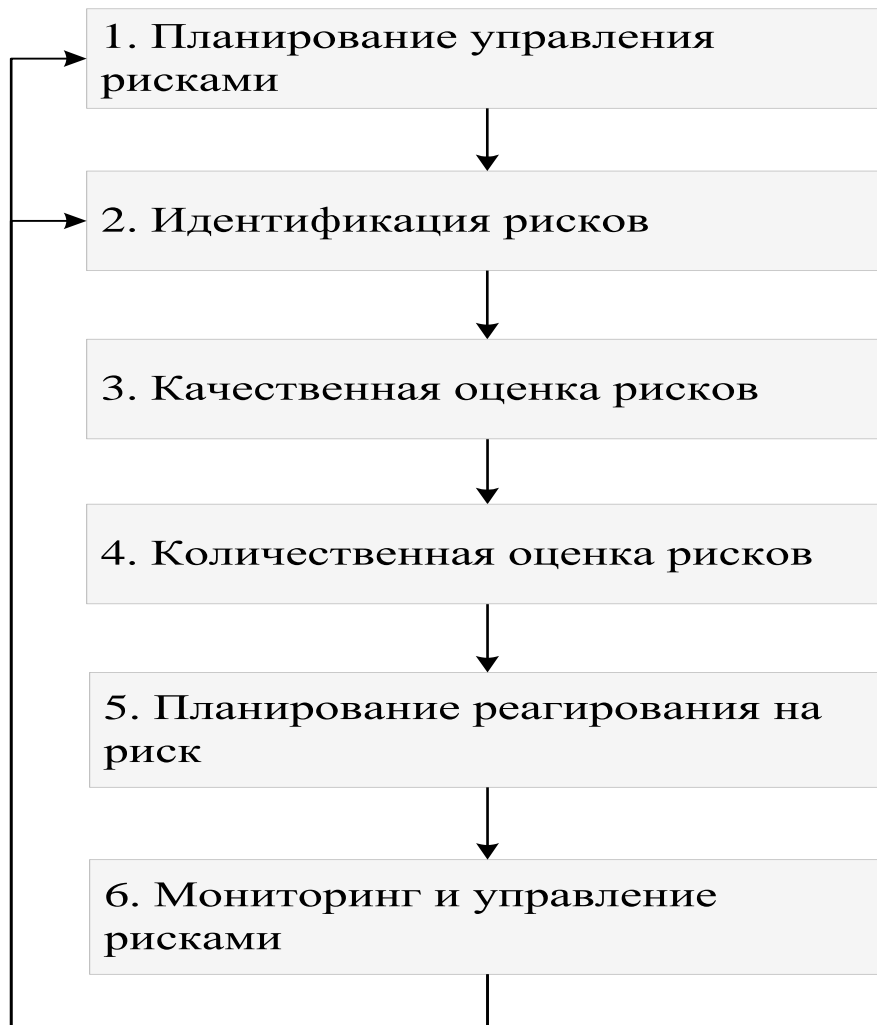 1. Планирование управления
рисками
2. Идентификация рисков
3. Качественная оценка рисков
4. Количественная оценка рисков
5. Планирование реагирования на
риск
6. Мониторинг и управление
рисками